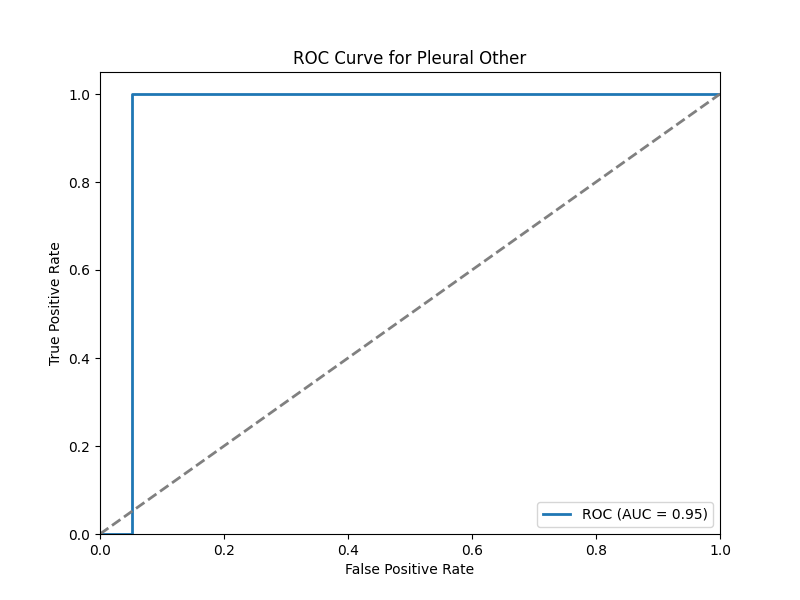 ROC Curve for Pleural Other
True Positive Rate
1.0
0.8
0.6
0.4
0.2
0.0
0.0 0.2 0.4 0.6 0.8 1.0
False Positive Rate
ROC (AUC = 0.95)